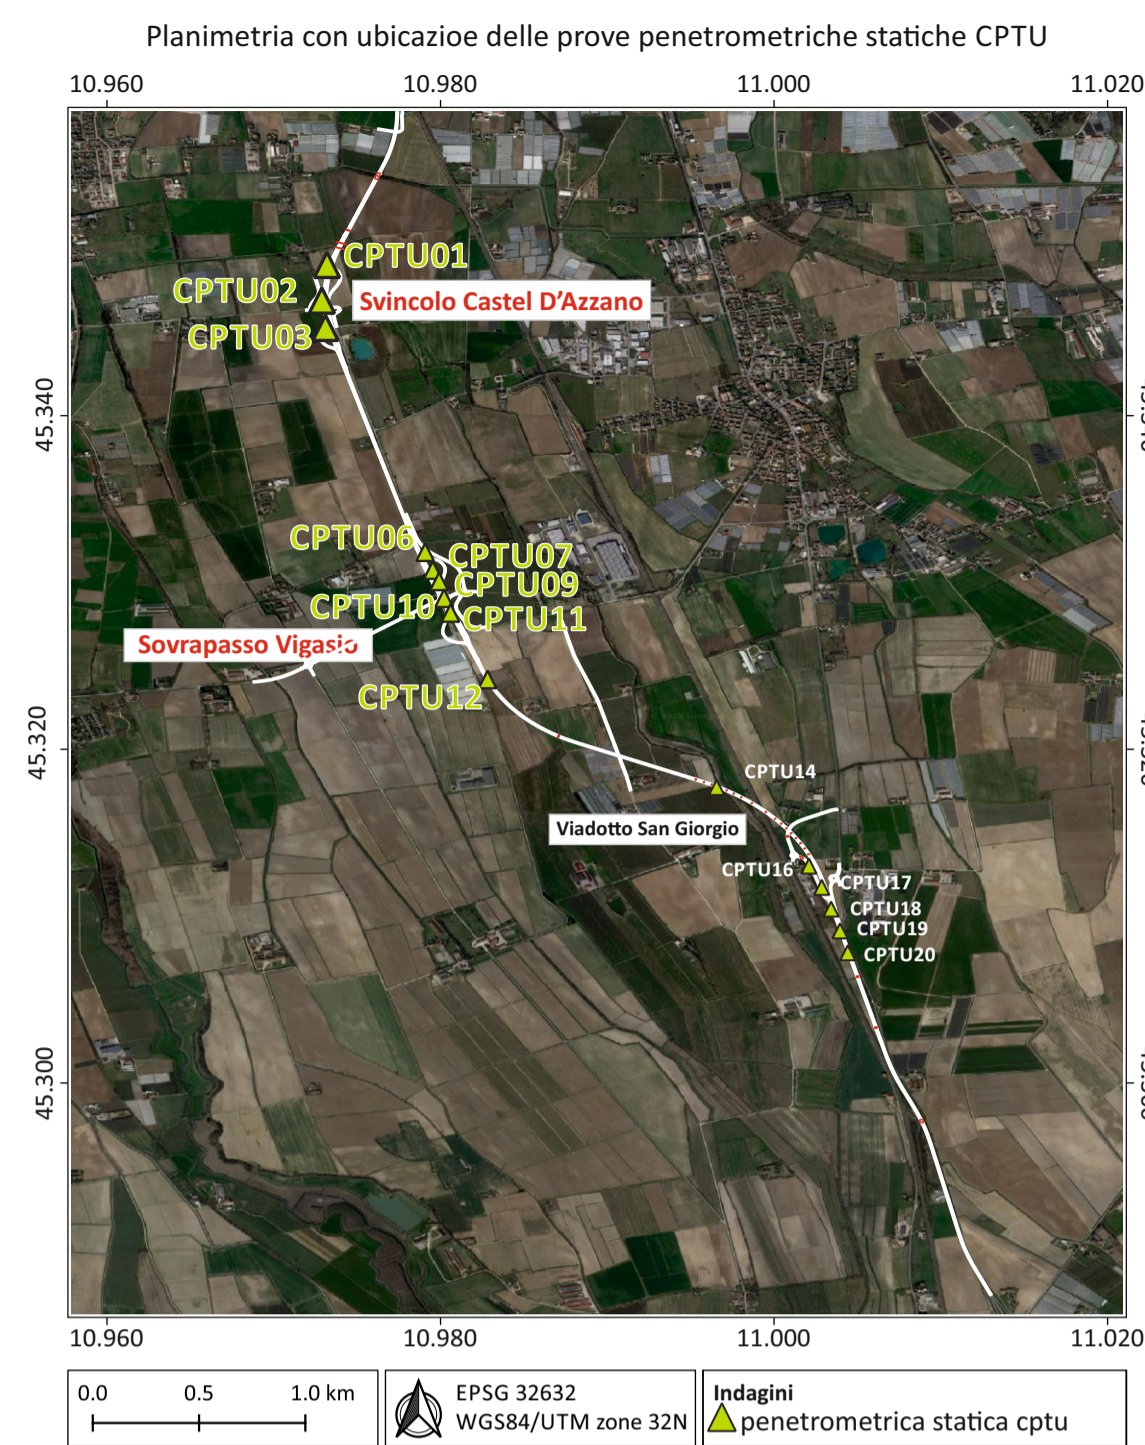 Planimetria con ubicazioe delle prove penetrometriche statiche CPTU
10.960 10.980 11.000 11.020
CPTU01
CPTU02
Svincolo Castel D'Azzano
CPTU03
45.340
CPTU06
CPTU07
CPTU09
CPTU10
CPTU11
Sovrapasso Vigasio
CPTU12
45.320
CPTU14
Viadotto San Giorgio
CPTU16
CPTU17
CPTU18
CPTU19
CPTU20
45.300
10.960 10.980 11.000 11.020
0.0 0.5 1.0 km
EPSG 32632
WGS84/UTM zone 32N
Indagini
penetrometrica statica cptu